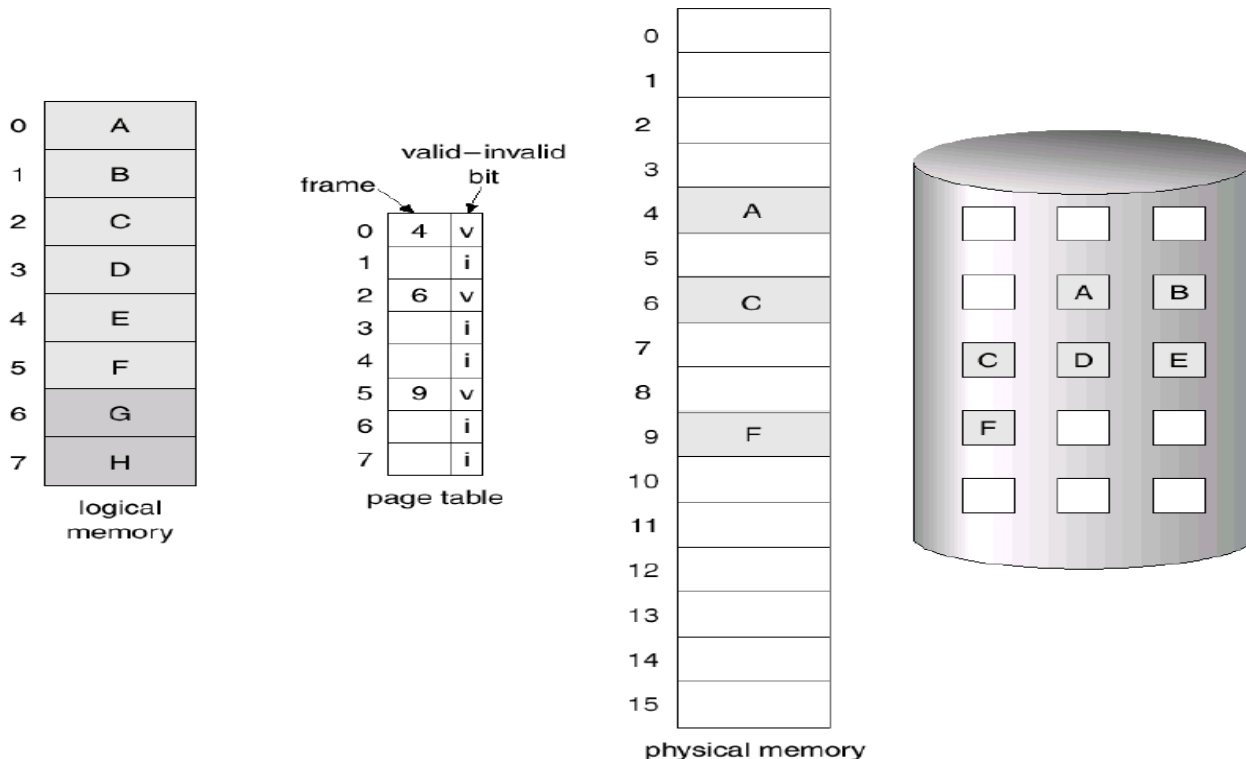 0 A
1 B
2 C
3 D
4 E
5 F
6 G
7 H
logical
memory
valid–invalid
bit
frame
0 4 v
1 i
2 6 v
3 i
4 i
5 9 v
6 i
7 i
page table
0
1
2
3
4 A
5
6 C
7
8
9 F
10
11
12
13
14
15
physical memory
A B
C D E
F